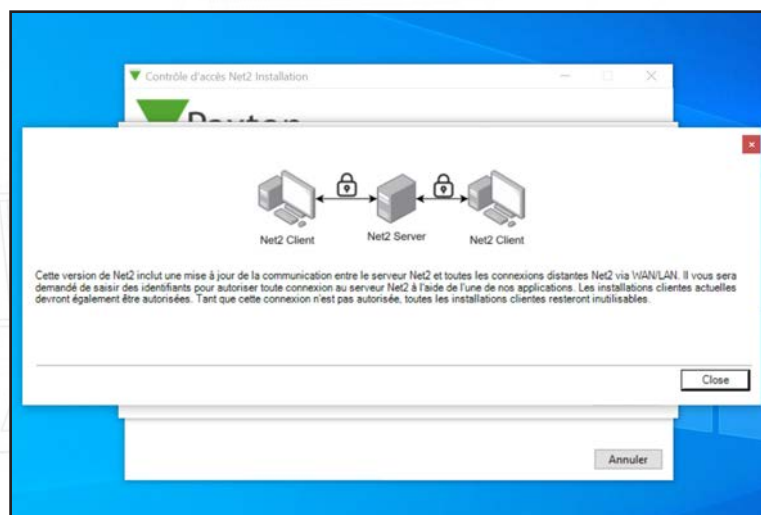 Contrôle d'accès Net2 Installation
Paxton
Net2 Client
Net2 Server
Net2 Client
Cette version de Net2 inclut une mise à jour de la communication entre le serveur Net2 et toutes les connexions distantes Net2 via WAN/LAN. Il vous sera
demandé de saisir des identifiants pour autoriser toute connexion au serveur Net2 à l'aide de l'une de nos applications. Les installations clientes actuelles
devront également être autorisées. Tant que cette connexion n'est pas autorisée, toutes les installations clientes resteront inutilisables.
Close
Annuler